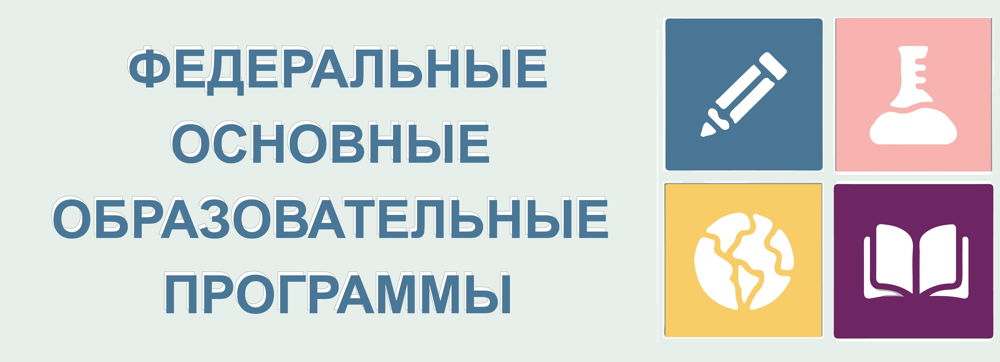 ФЕДЕРАЛЬНЫЕ
ОСНОВНЫЕ
ОБРАЗОВАТЕЛЬНЫЕ
ПРОГРАММЫ